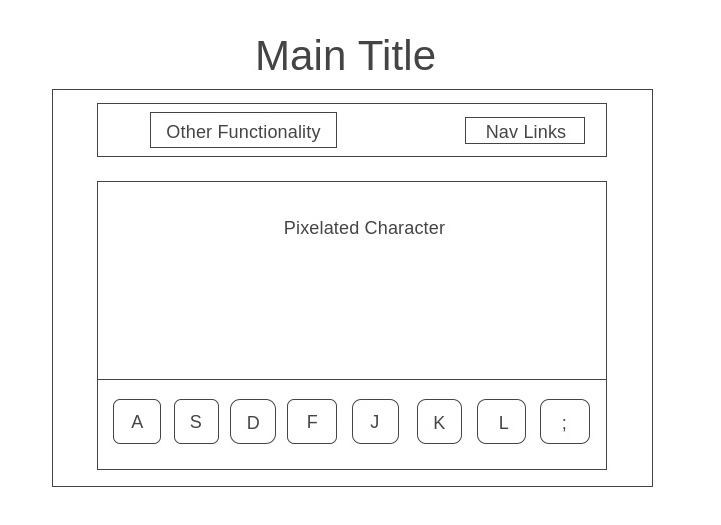 Main Title
Other Functionality Nav Links
Pixelated Character
A S D F J K L ;